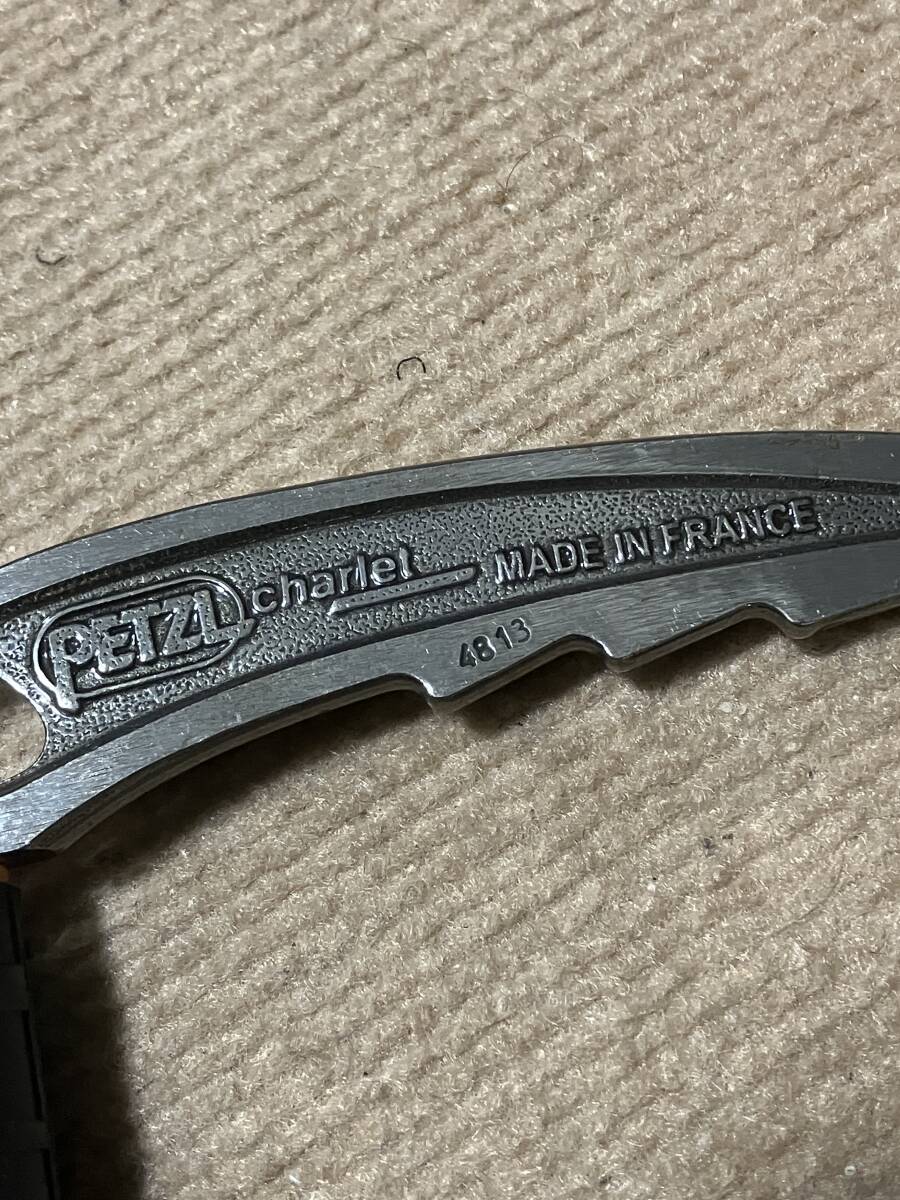 PETZL charlet MADE IN FRANCE
4813